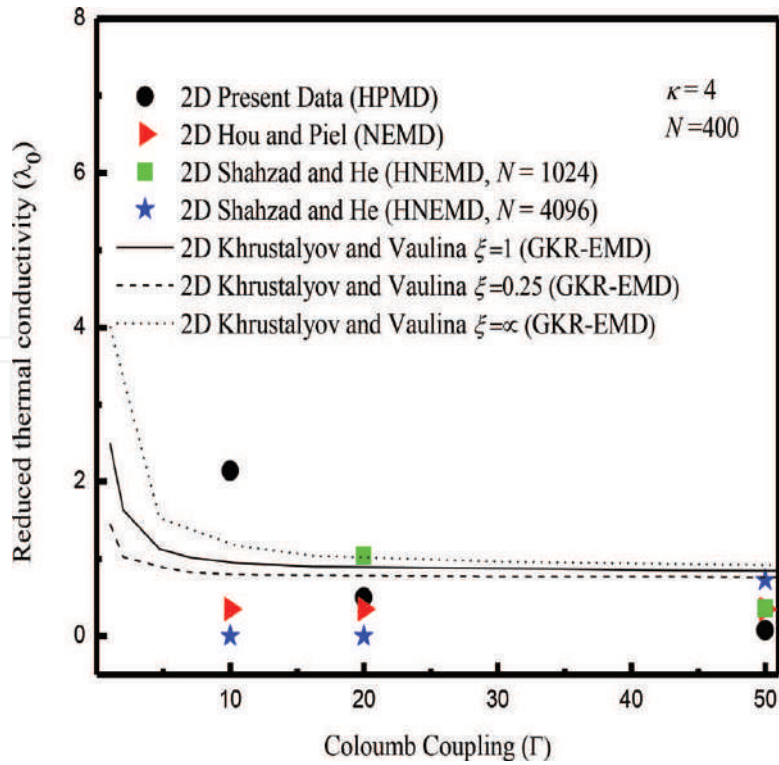 8
6
4
2
0
Reduced thermal conductivity (λ0)
2D Present Data (HPMD)
2D Hou and Piel (NEMD)
2D Shahzad and He (HNEMD, N = 1024)
2D Shahzad and He (HNEMD, N = 4096)
2D Khrustalyov and Vaulina ξ=1 (GKR-EMD)
2D Khrustalyov and Vaulina ξ=0.25 (GKR-EMD)
2D Khrustalyov and Vaulina ξ=∝ (GKR-EMD)
κ = 4
N=400
10 20 30 40 50
Coloumb Coupling (Γ)